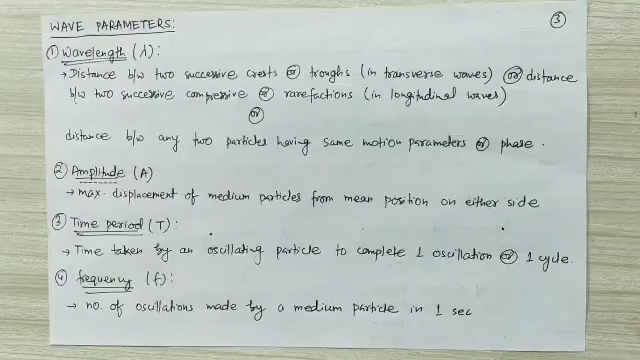 WAVE PARAMETERS:
③
① Wavelength (λ):
→ Distance b/w two successive crests or troughs (in transverse waves) or distance
b/w two successive compressive or rarefactions (in longitudinal waves)
or
distance b/w any two particles having same motion parameters or phase.
② Amplitude (A)
→ max. displacement of medium particles from mean position on either side
③ Time period (T):
→ Time taken by an oscillating particle to complete 1 oscillation or 1 cycle.
④ frequency (f):
→ no. of oscillations made by a medium particle in 1 sec